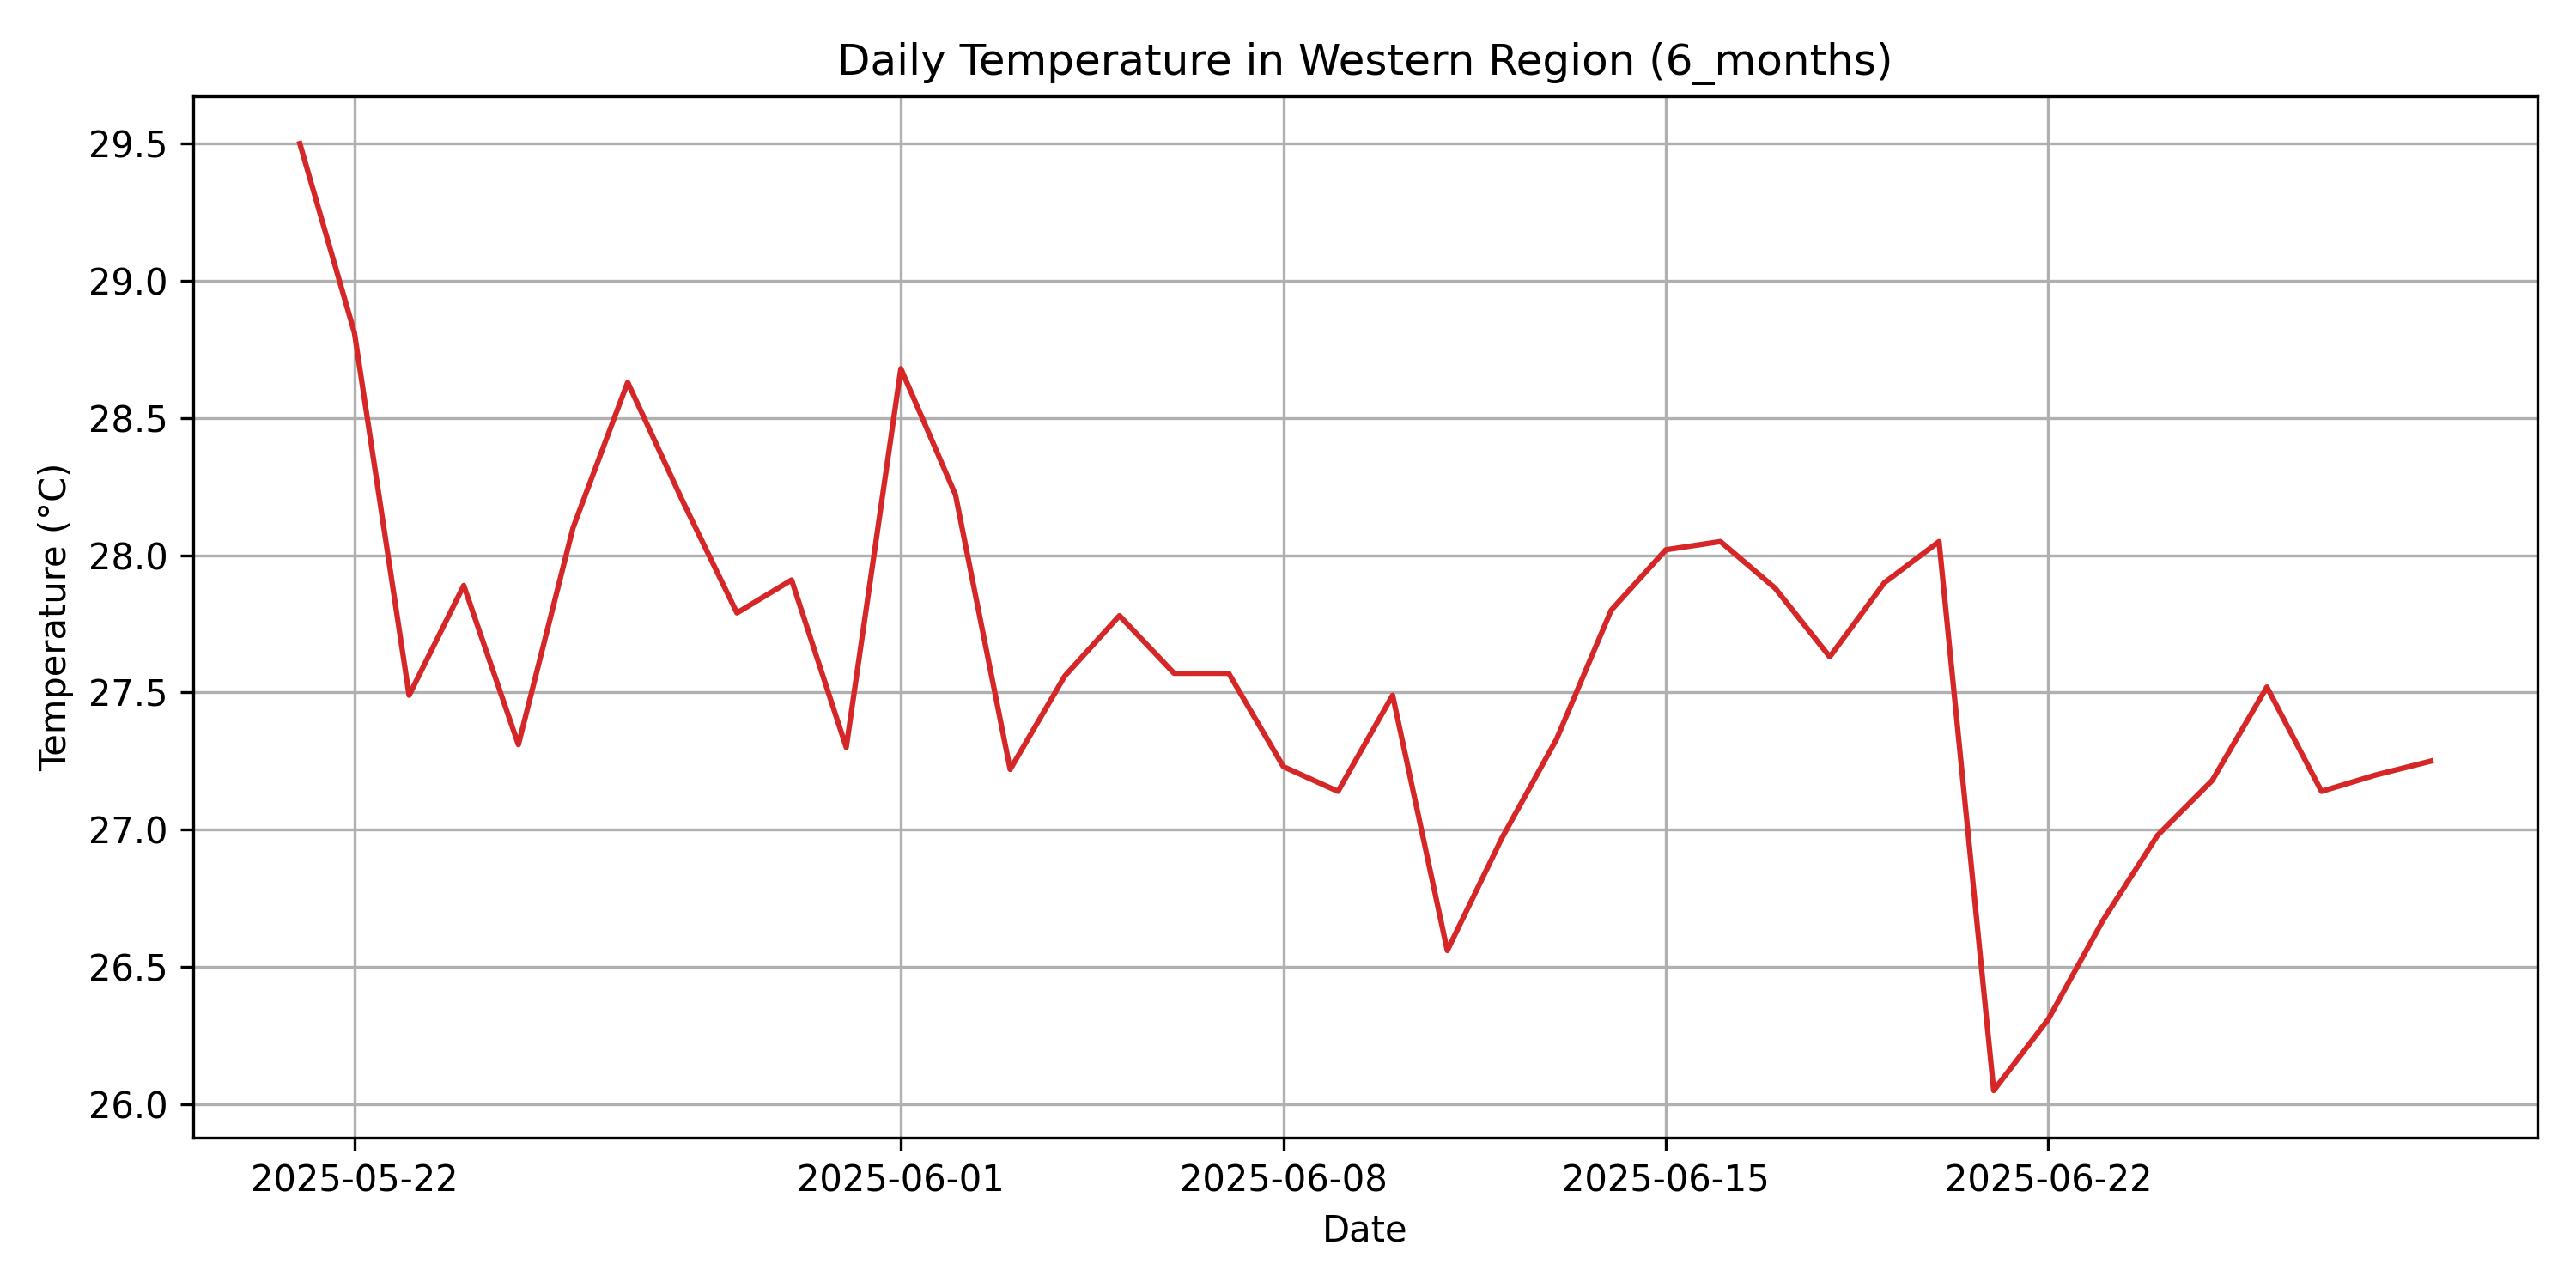 Daily Temperature in Western Region (6_months)
Temperature (°C)
29.5
29.0
28.5
28.0
27.5
27.0
26.5
26.0
2025-05-22 2025-06-01 2025-06-08 2025-06-15 2025-06-22
Date